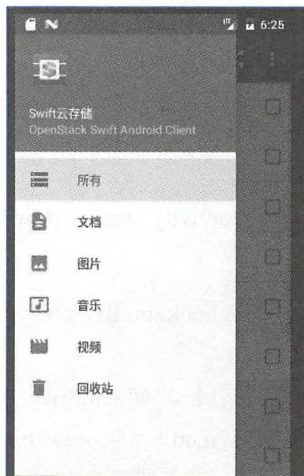 6:25
Swift云存储
OpenStack Swift Android Client
所有
文档
图片
音乐
视频
回收站